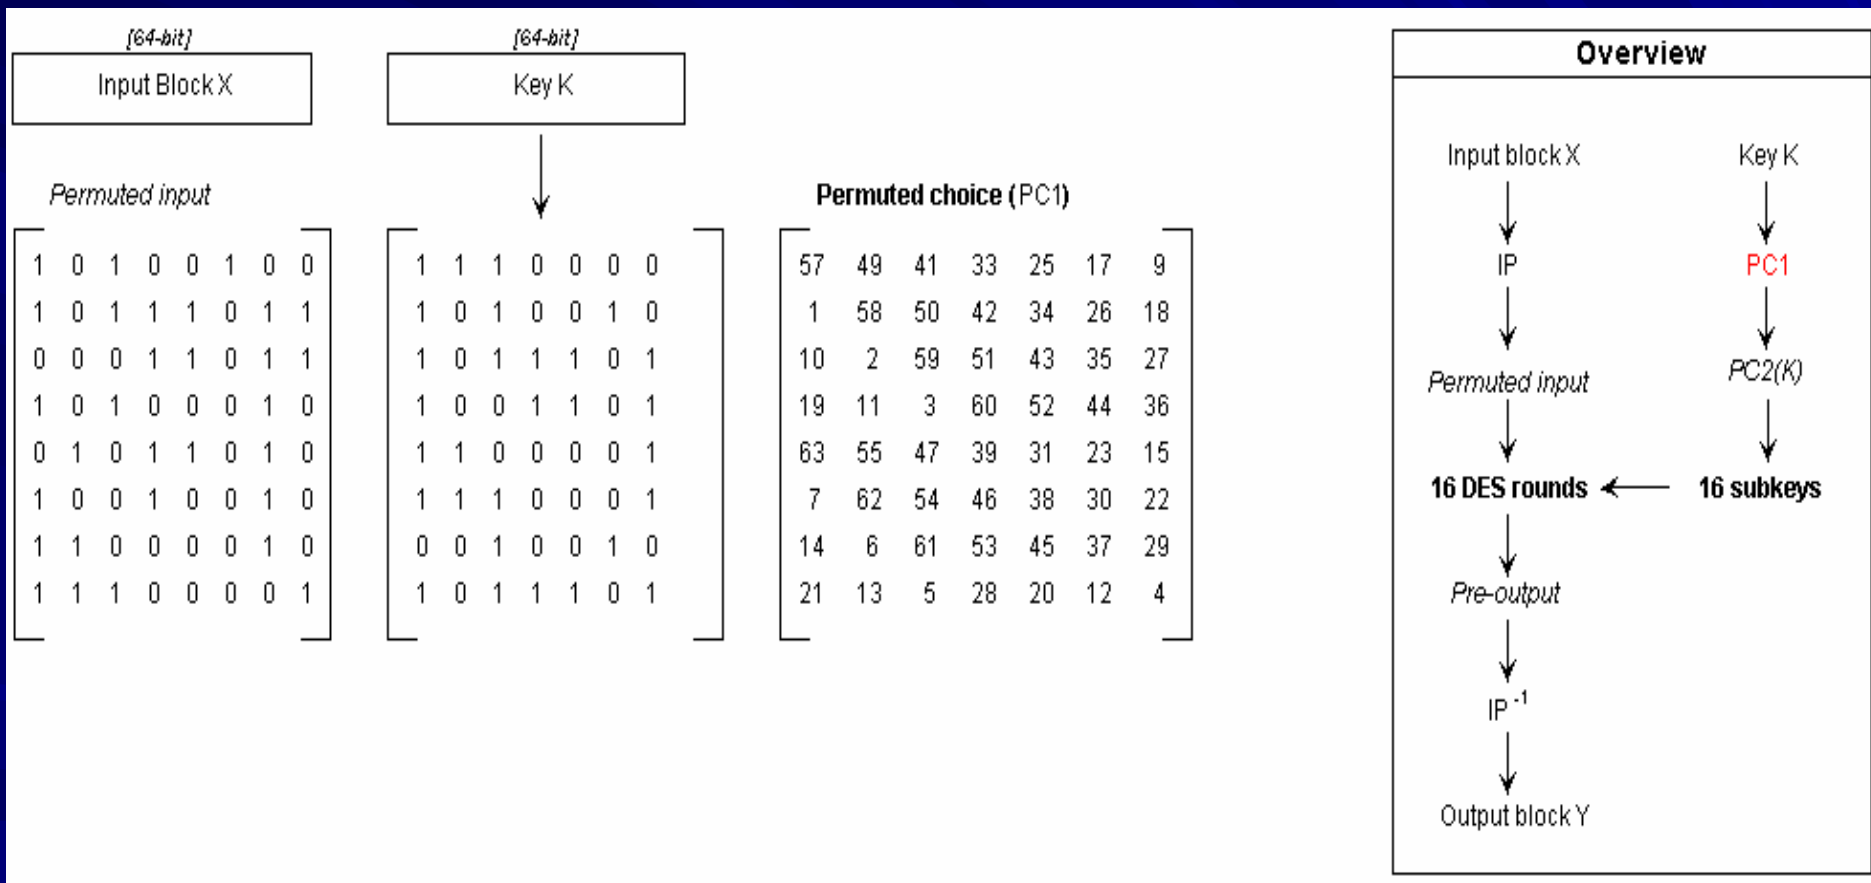 [64-bit]
Input Block X
Permuted input
1 0 1 0 0 1 0 0
1 0 1 1 1 0 1 1
0 0 0 1 1 0 1 1
1 0 1 0 0 0 1 0
0 1 0 1 1 0 1 0
1 0 0 1 0 0 1 0
1 1 0 0 0 0 1 0
1 1 1 0 0 0 0 1
[64-bit]
Key K
1 1 1 0 0 0 0
1 0 1 0 0 1 0
1 0 1 1 1 0 1
1 0 0 1 1 0 1
1 1 0 0 0 0 1
1 1 1 0 0 0 1
0 0 1 0 0 1 0
1 0 1 1 1 0 1
Permuted choice (PC1)
57 49 41 33 25 17 9
1 58 50 42 34 26 18
10 2 59 51 43 35 27
19 11 3 60 52 44 36
63 55 47 39 31 23 15
7 62 54 46 38 30 22
14 6 61 53 45 37 29
21 13 5 28 20 12 4
Overview
Input block X
IP
Permuted input
16 DES rounds
Pre-output
IP -1
Output block Y
Key K
PC1
PC2(K)
16 subkeys